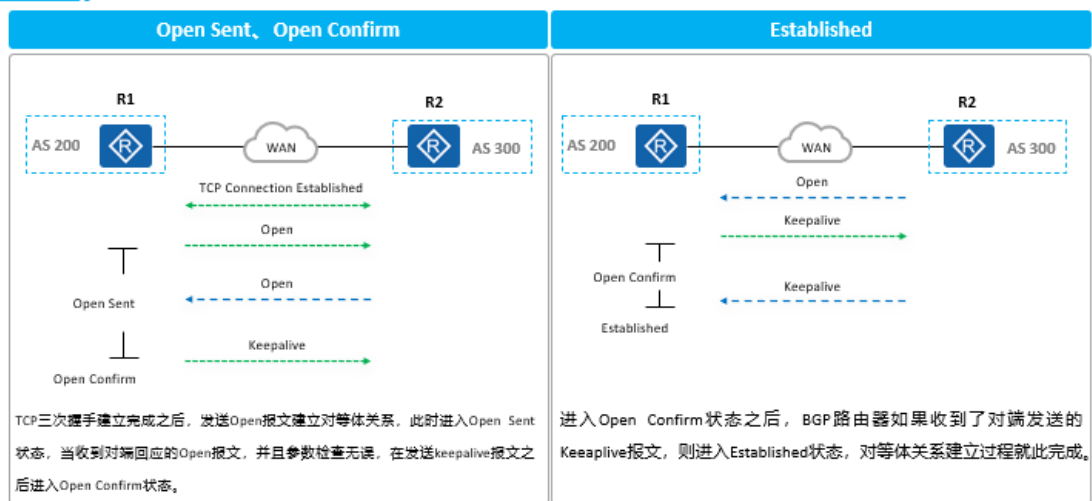 Open Sent、Open Confirm
R1
R2
AS 200
WAN
AS 300
TCP Connection Established
Open
Open
Open Sent
Keepalive
Open Confirm
TCP三次握手建立完成之后，发送Open报文建立对等体关系，此时进入Open Sent
状态，当收到对端回应的Open报文，并且参数检查无误，在发送keepalive报文之
后进入Open Confirm状态。
Established
R1
R2
AS 200
WAN
AS 300
Open
Keepalive
Open Confirm
Keepalive
Established
进入Open Confirm状态之后，BGP路由器如果收到了对端发送的
Keeaplive报文，则进入Established状态，对等体关系建立过程就此完成。